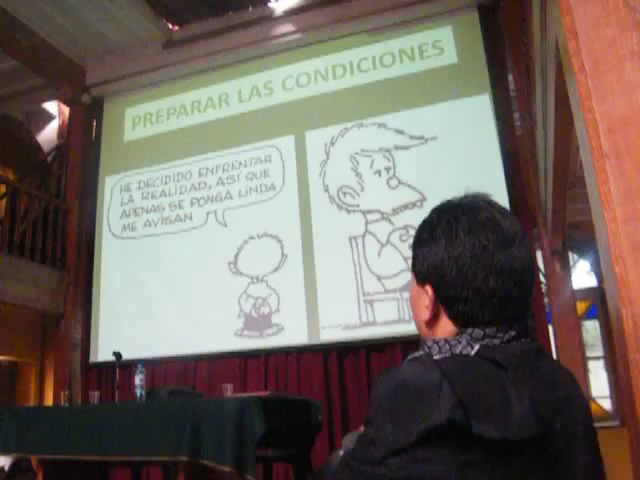 PREPARAR LAS CONDICIONES
HE DECIDIDO ENFRENTAR
LA REALIDAD, ASÍ QUE
APENAS SE PONGA LINDA
ME AVISAN